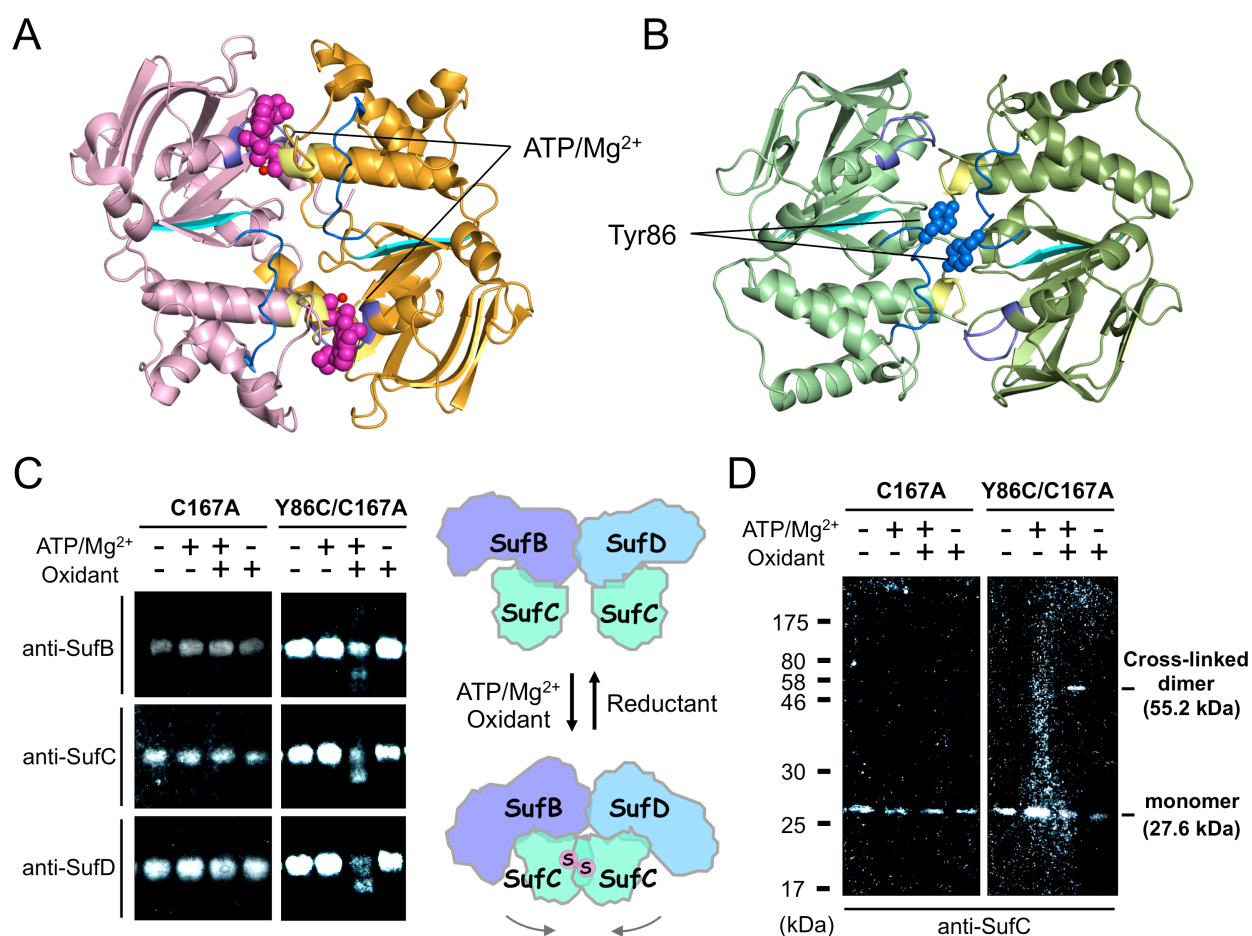 A
ATP/Mg2+
B
Tyr86
C
C167A
Y86C/C167A
ATP/Mg2+ - + + - - + + -
Oxidant - - + + - - + +
anti-SufB
anti-SufC
anti-SufD
SufB
SufD
SufC
SufC
ATP/Mg2+
Oxidant
Reductant
SufB
SufD
S
S
SufC
SufC
D
C167A
Y86C/C167A
ATP/Mg2+ - + + - - + + -
Oxidant - - + + - - + +
175
80
58
46
30
25
17
(kDa)
Cross-linked
dimer
(55.2 kDa)
monomer
(27.6 kDa)
anti-SufC